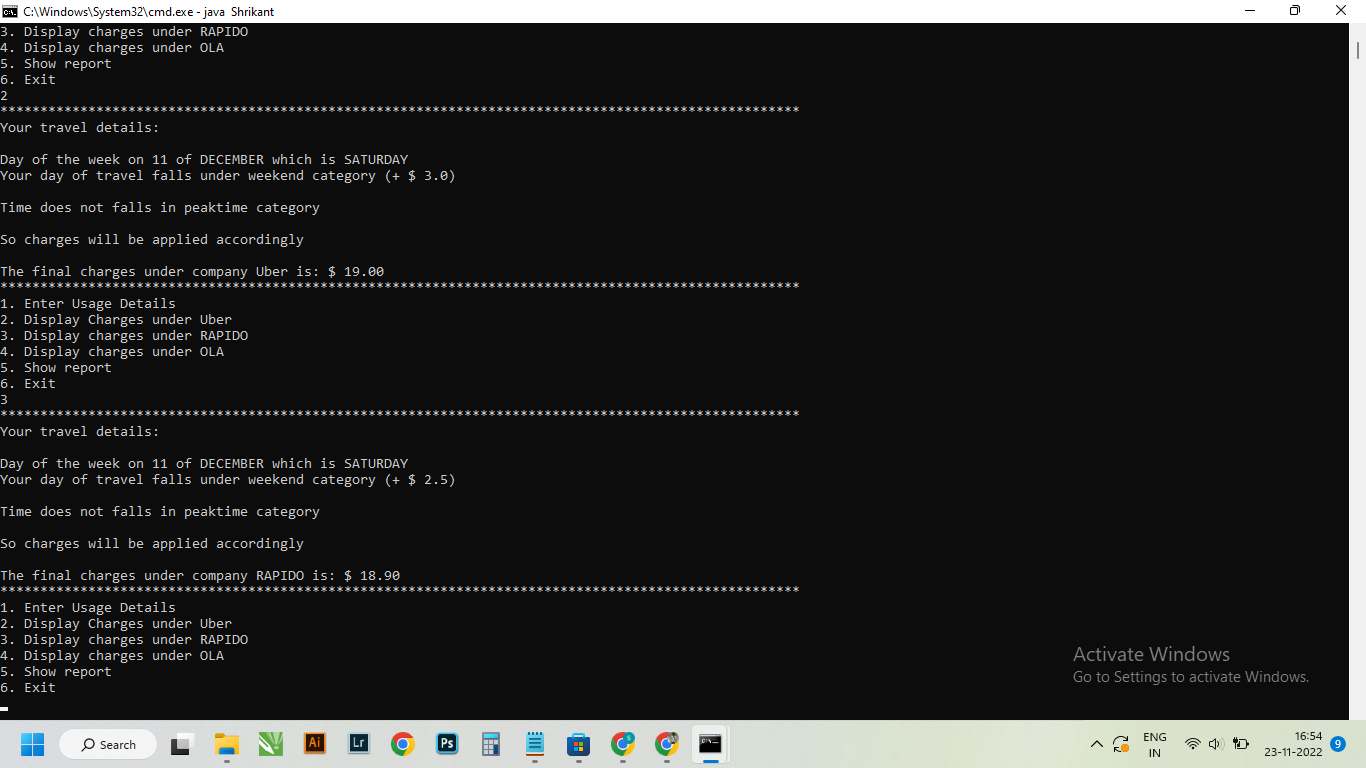 C:\Windows\System32\cmd.exe - java Shrikant
3. Display charges under RAPIDO
4. Display charges under OLA
5. Show report
6. Exit
2
****************************************************************************************************
Your travel details:
Day of the week on 11 of DECEMBER which is SATURDAY
Your day of travel falls under weekend category (+ $ 3.0)
Time does not falls in peaktime category
So charges will be applied accordingly
The final charges under company Uber is: $ 19.00
****************************************************************************************************
1. Enter Usage Details
2. Display Charges under Uber
3. Display charges under RAPIDO
4. Display charges under OLA
5. Show report
6. Exit
3
****************************************************************************************************
Your travel details:
Day of the week on 11 of DECEMBER which is SATURDAY
Your day of travel falls under weekend category (+ $ 2.5)
Time does not falls in peaktime category
So charges will be applied accordingly
The final charges under company RAPIDO is: $ 18.90
****************************************************************************************************
1. Enter Usage Details
2. Display Charges under Uber
3. Display charges under RAPIDO
4. Display charges under OLA
5. Show report
6. Exit
Activate Windows
Go to Settings to activate Windows.
Search
Ai
Lr
Ps
ENG
IN
16:54
23-11-2022
9